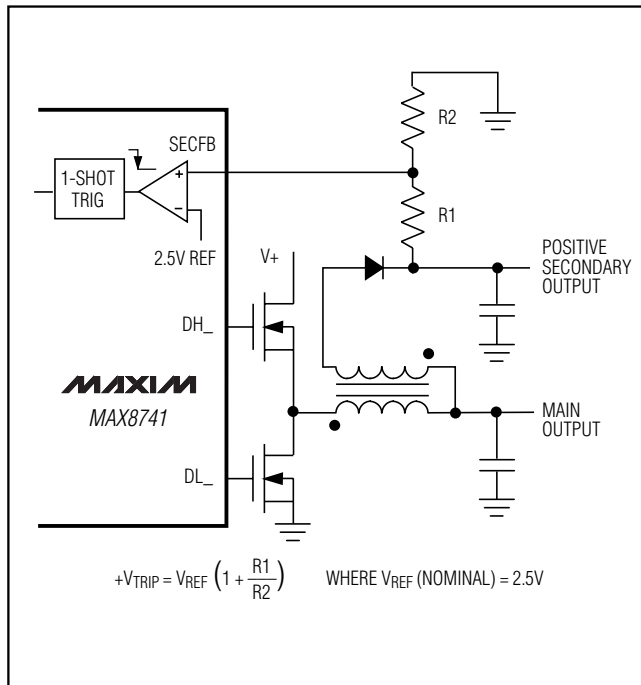 R2
SECFB
1-SHOT
TRIG
+
−
R1
2.5V REF
V+
POSITIVE
SECONDARY
OUTPUT
DH_
MAXIM
MAX8741
MAIN
OUTPUT
DL_
+VTRIP = VREF (1 + R1/R2) WHERE VREF (NOMINAL) = 2.5V